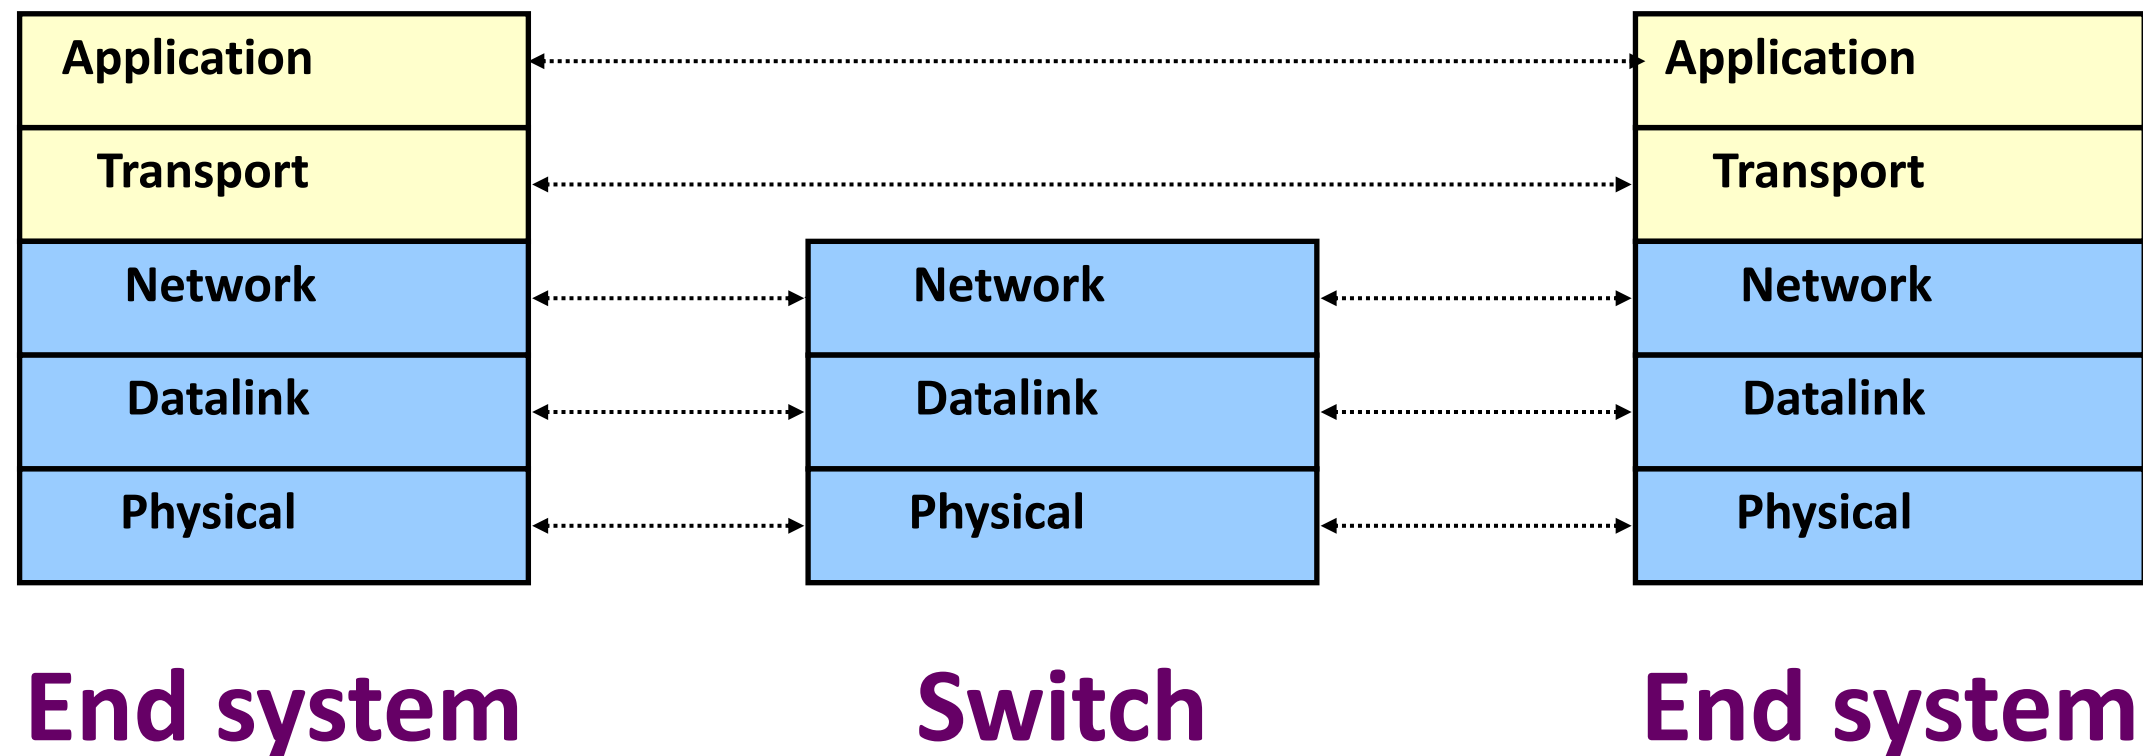 Application
Transport
Network
Datalink
Physical
End system
Network
Datalink
Physical
Switch
Application
Transport
Network
Datalink
Physical
End system